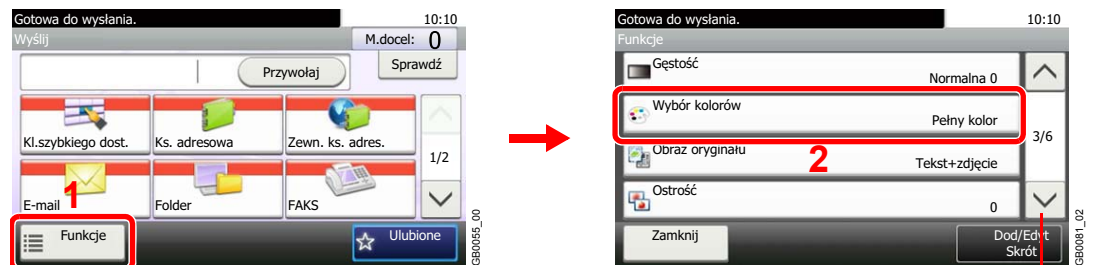 Gotowa do wysłania.
10:10
Wyślij
M.docel: 0
Przywołaj
Sprawdź
Kl.szybkiego dost.
Ks. adresowa
Zewn. ks. adres.
1/2
1
E-mail
Folder
FAKS
Funkcje
Ulubione
GB0055_00
Gotowa do wysłania.
10:10
Funkcje
Gęstość
Normalna 0
Wybór kolorów
Pełny kolor
3/6
Obraz oryginału
2
Tekst+zdjęcie
Ostrość
0
Zamknij
Dod/Edyt
Skrót
GB0081_02